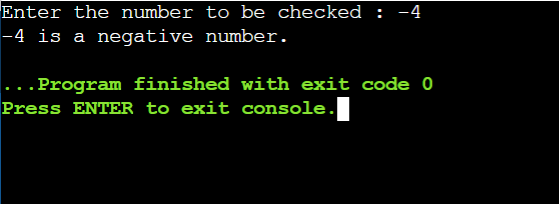 Enter the number to be checked : -4
-4 is a negative number.
...Program finished with exit code 0
Press ENTER to exit console.